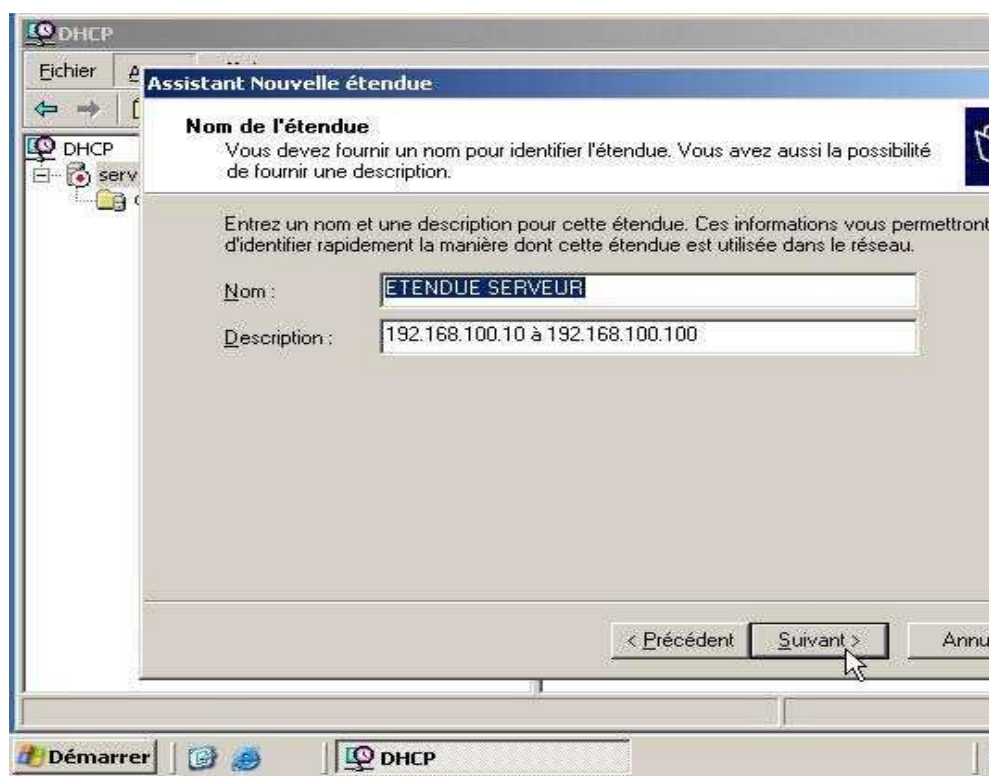 DHCP
Fichier
Assistant Nouvelle étendue
Nom de l'étendue
Vous devez fournir un nom pour identifier l'étendue. Vous avez aussi la possibilité
de fournir une description.
DHCP
serv
Entrez un nom et une description pour cette étendue. Ces informations vous permettront
d'identifier rapidement la manière dont cette étendue est utilisée dans le réseau.
Nom :
ETENDUE SERVEUR
Description :
192.168.100.10 à 192.168.100.100
< Précédent
Suivant >
Annu
Démarrer
DHCP